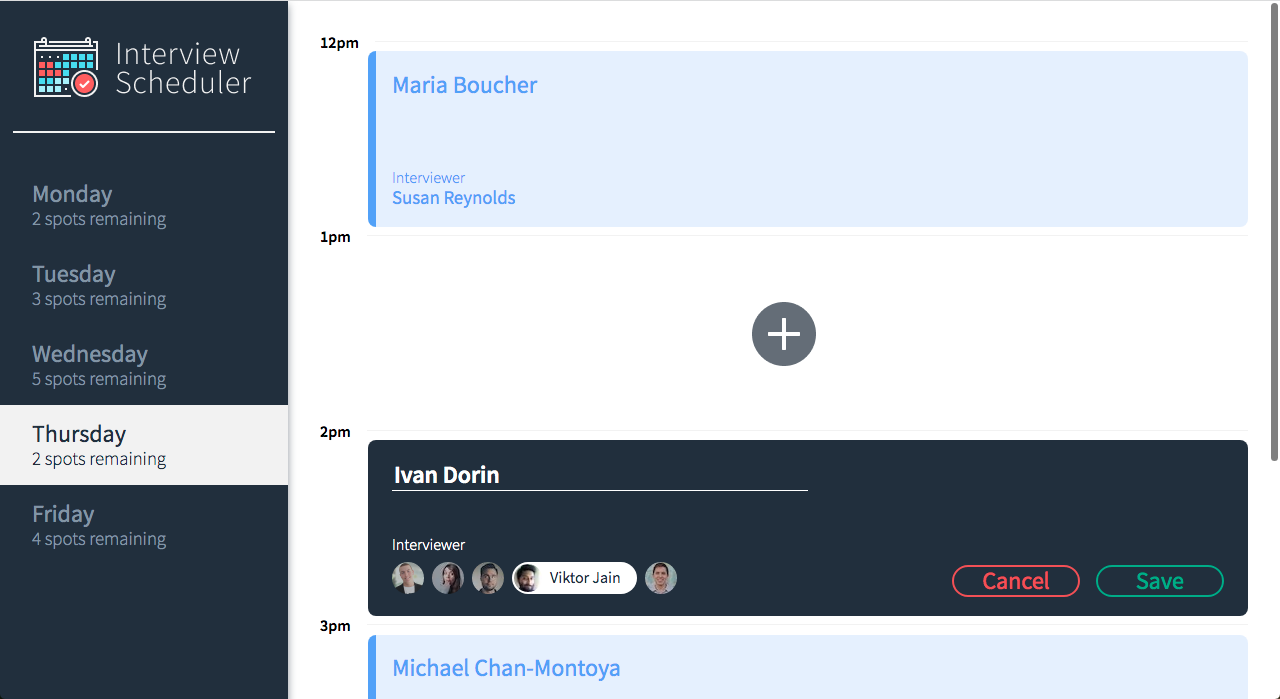 Interview
Scheduler
Monday
2 spots remaining
Tuesday
3 spots remaining
Wednesday
5 spots remaining
Thursday
2 spots remaining
Friday
4 spots remaining
12pm
Maria Boucher
Interviewer
Susan Reynolds
1pm
2pm
Ivan Dorin
Interviewer
Viktor Jain
Cancel
Save
3pm
Michael Chan-Montoya